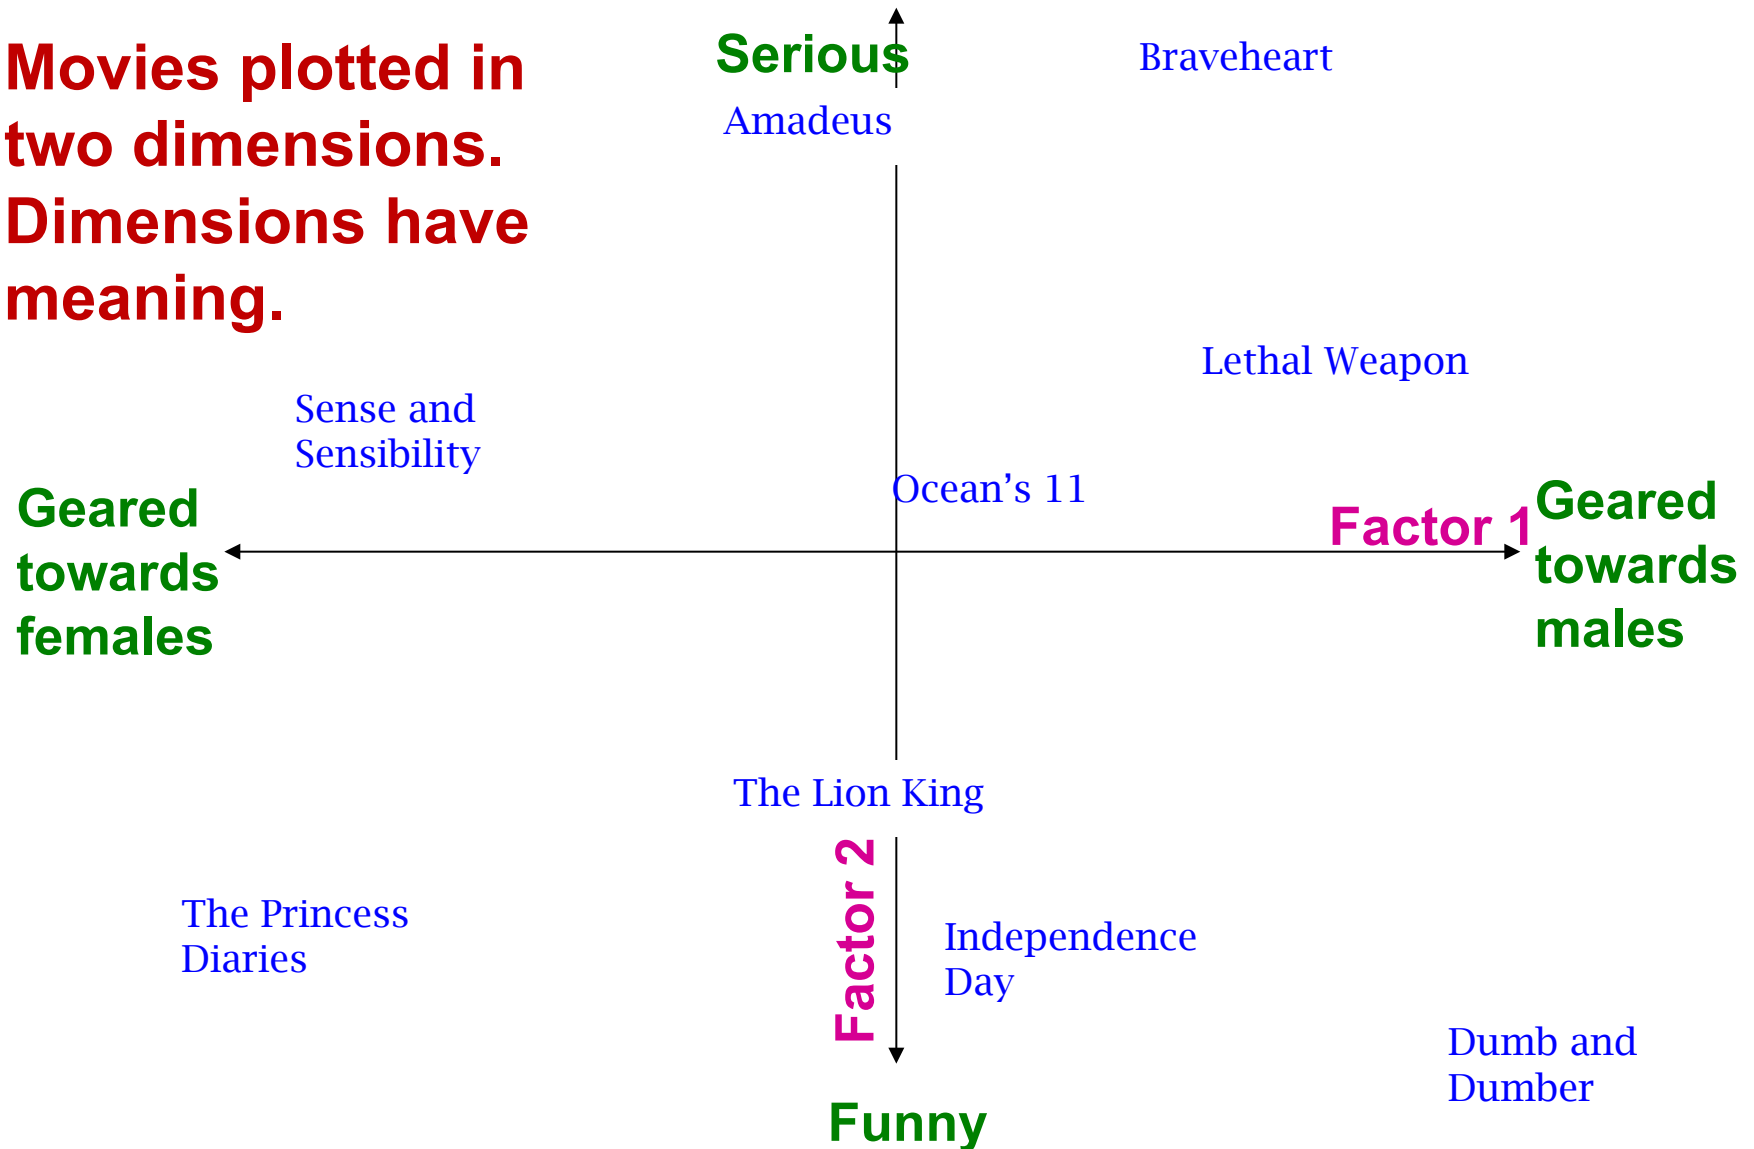 Movies plotted in
two dimensions.
Dimensions have
meaning.
Serious
Braveheart
Amadeus
Lethal Weapon
Sense and
Sensibility
Ocean’s 11
Geared
towards
females
Factor 1
Geared
towards
males
The Lion King
Factor 2
The Princess
Diaries
Independence
Day
Dumb and
Dumber
Funny